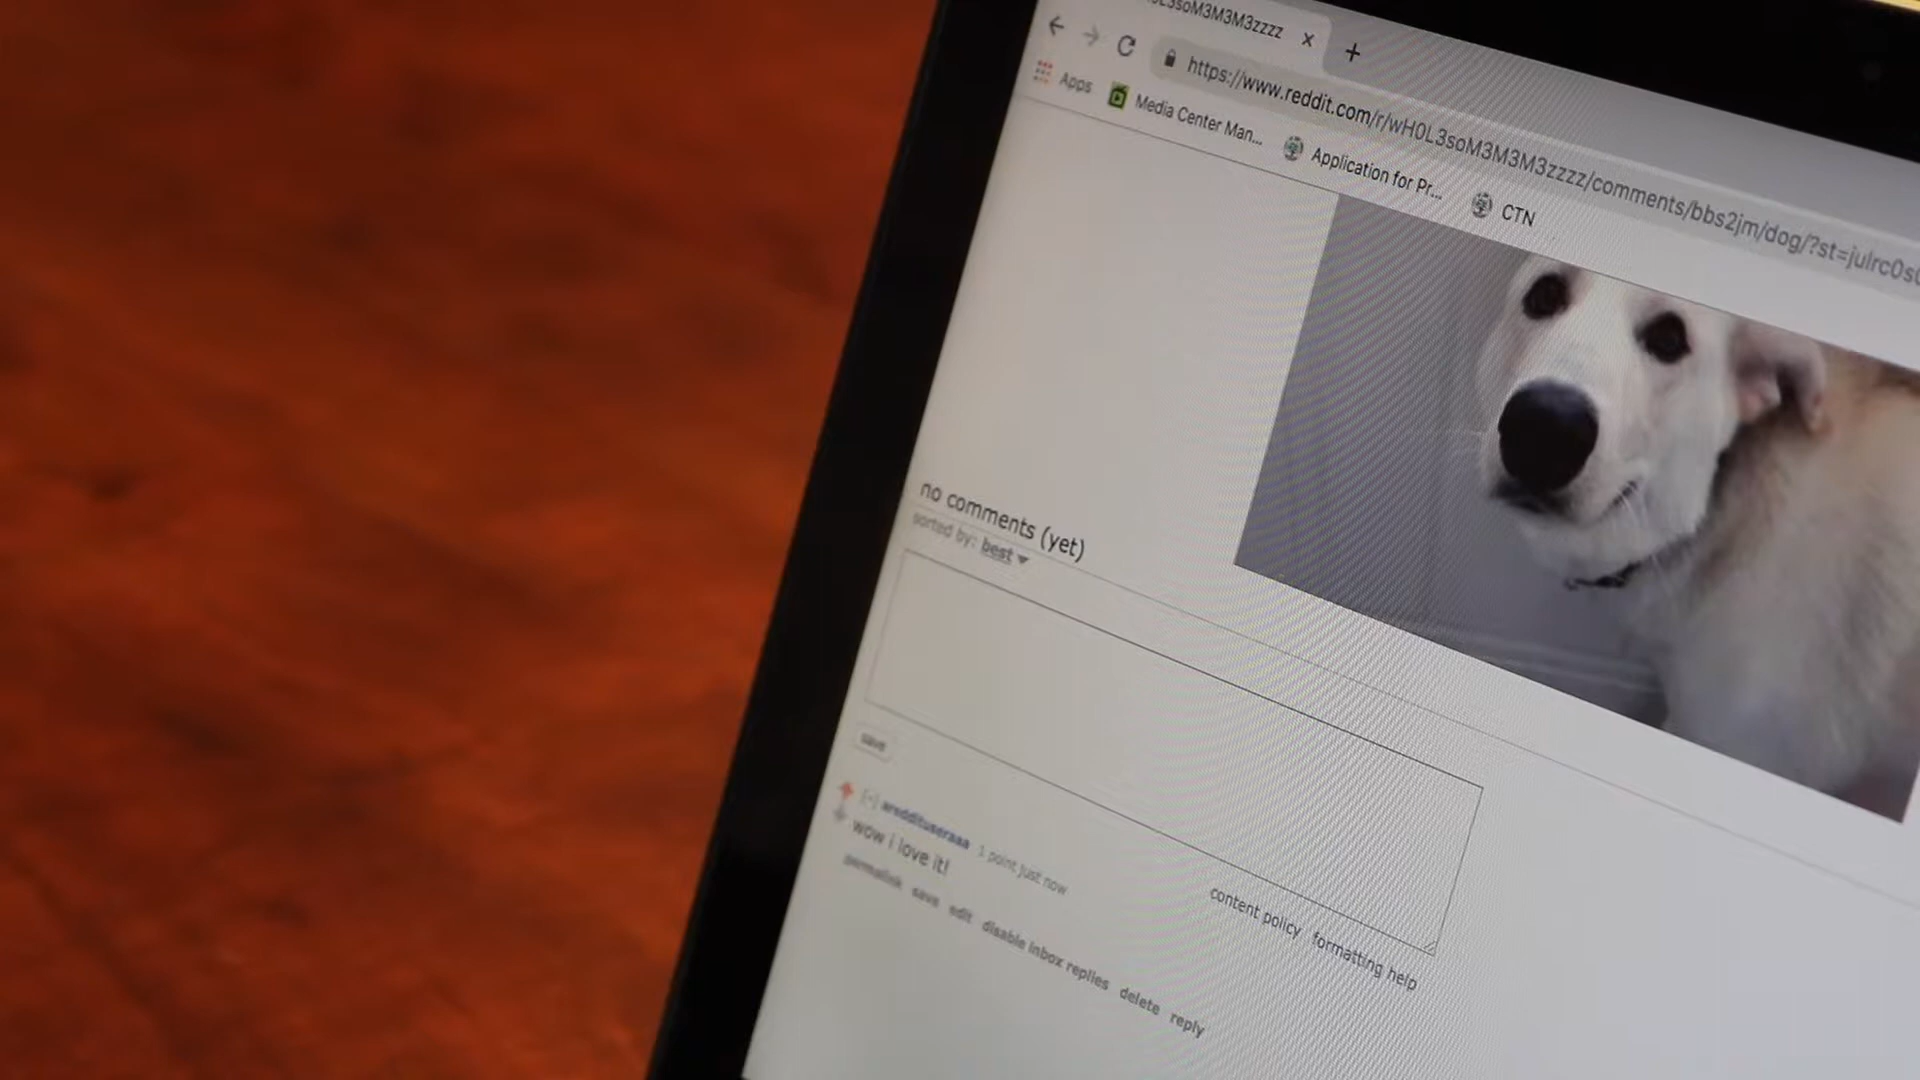 L3soM3M3M3zzzz
https://www.reddit.com/r/wH0L3soM3M3M3zzzz/comments/bbs2jm/dog/?st=julrc0s
Apps Media Center Man... Application for Pr... CTN
no comments (yet)
sorted by: best
save
content policy formatting help
[-] areddituseraaa 1 point just now
wow i love it!
permalink save edit disable inbox replies delete reply